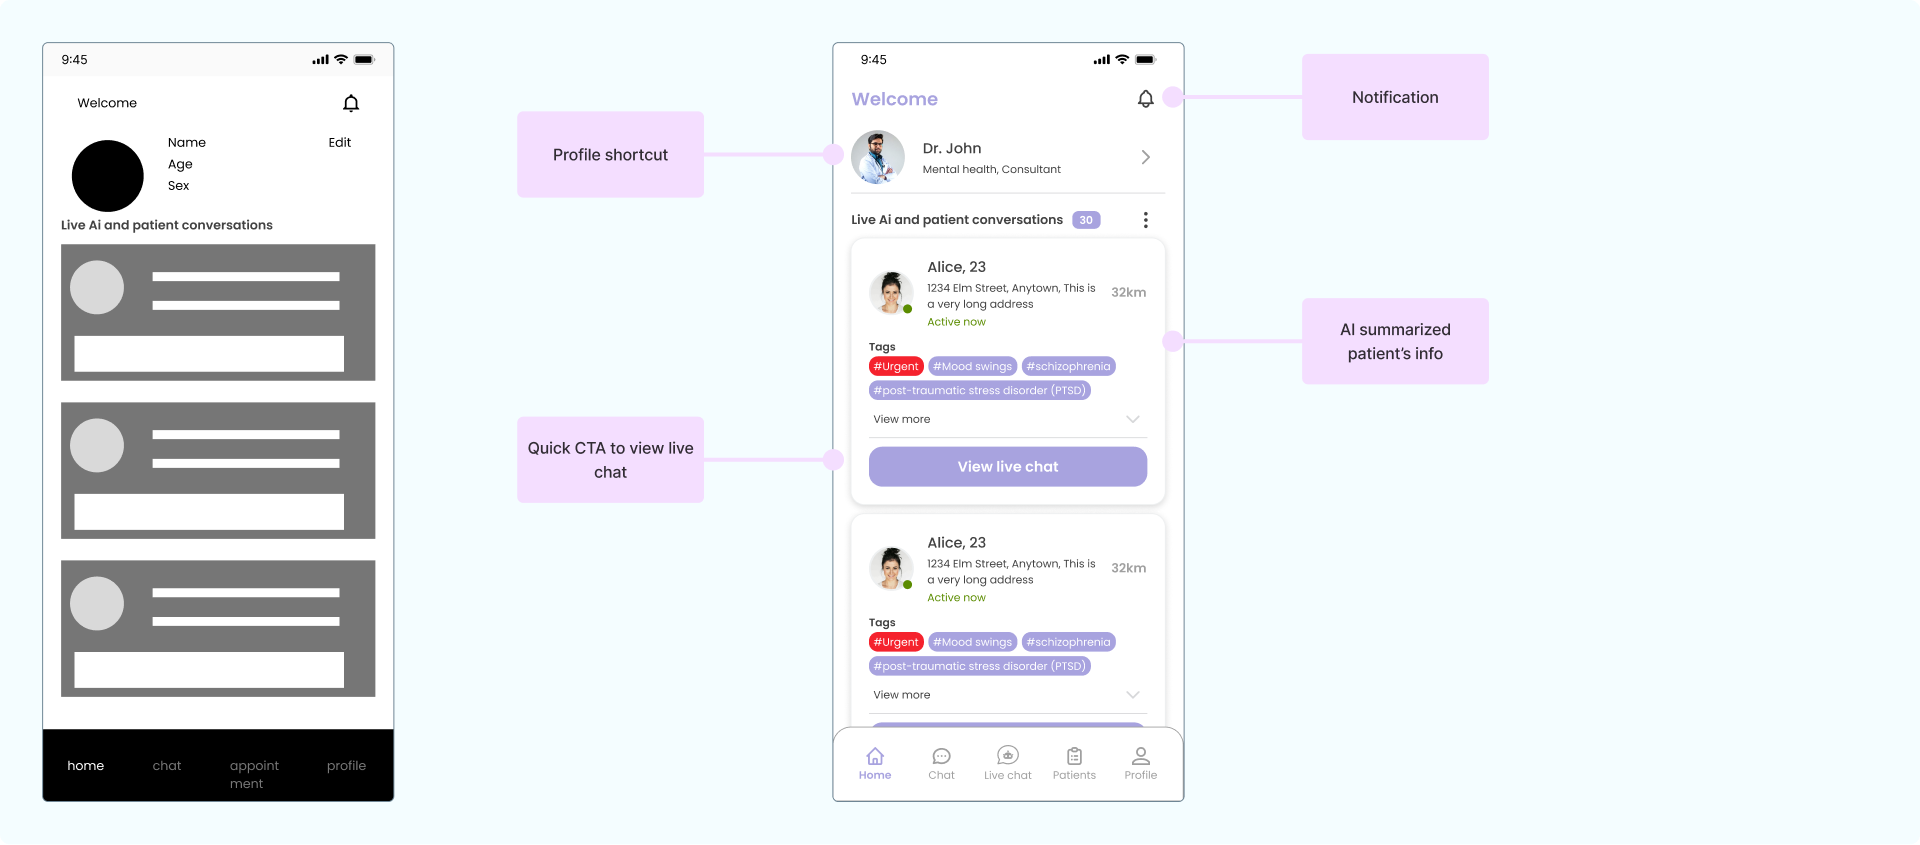 9:45
Welcome
Name
Edit
Age
Sex
Live Ai and patient conversations
home
chat
appoint
ment
profile
Profile shortcut
Quick CTA to view live
chat
9:45
Welcome
Dr. John
Mental health, Consultant
Live Ai and patient conversations 30
Alice, 23
1234 Elm Street, Anytown, This is
a very long address
32km
Active now
Tags
#Urgent #Mood swings #schizophrenia
#post-traumatic stress disorder (PTSD)
View more
View live chat
Alice, 23
1234 Elm Street, Anytown, This is
a very long address
32km
Active now
Tags
#Urgent #Mood swings #schizophrenia
#post-traumatic stress disorder (PTSD)
View more
Home
Chat
Live chat
Patients
Profile
Notification
AI summarized
patient’s info